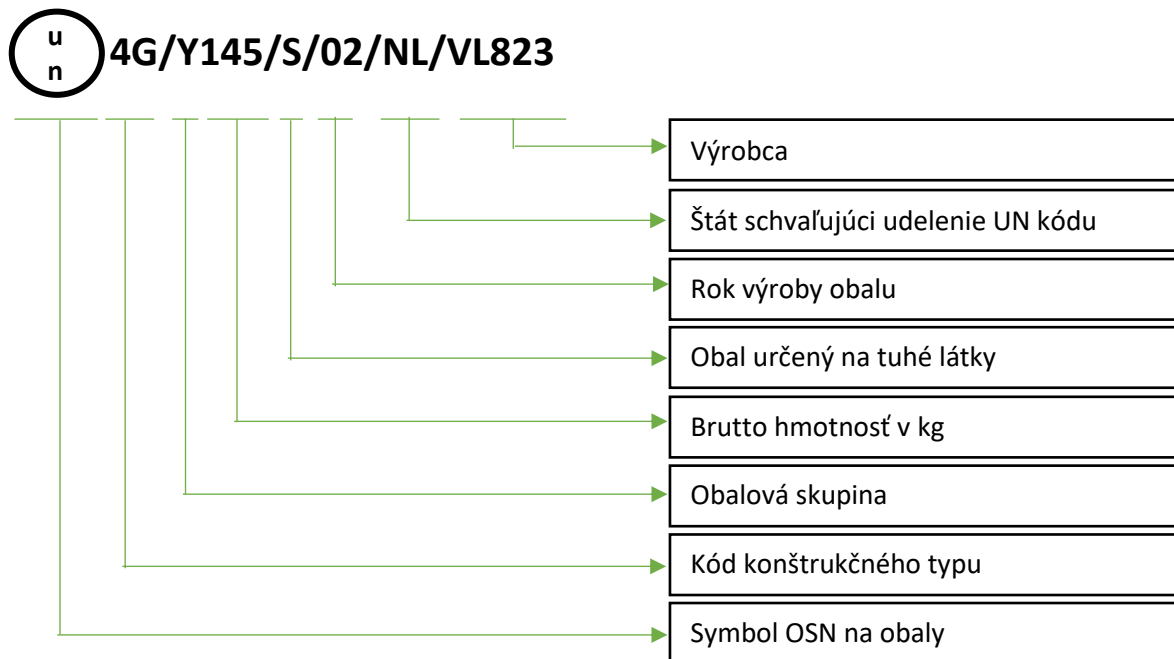 u
n
4G/Y145/S/02/NL/VL823
Výrobca
Štát schvaľujúci udelenie UN kódu
Rok výroby obalu
Obal určený na tuhé látky
Brutto hmotnosť v kg
Obalová skupina
Kód konštrukčného typu
Symbol OSN na obaly